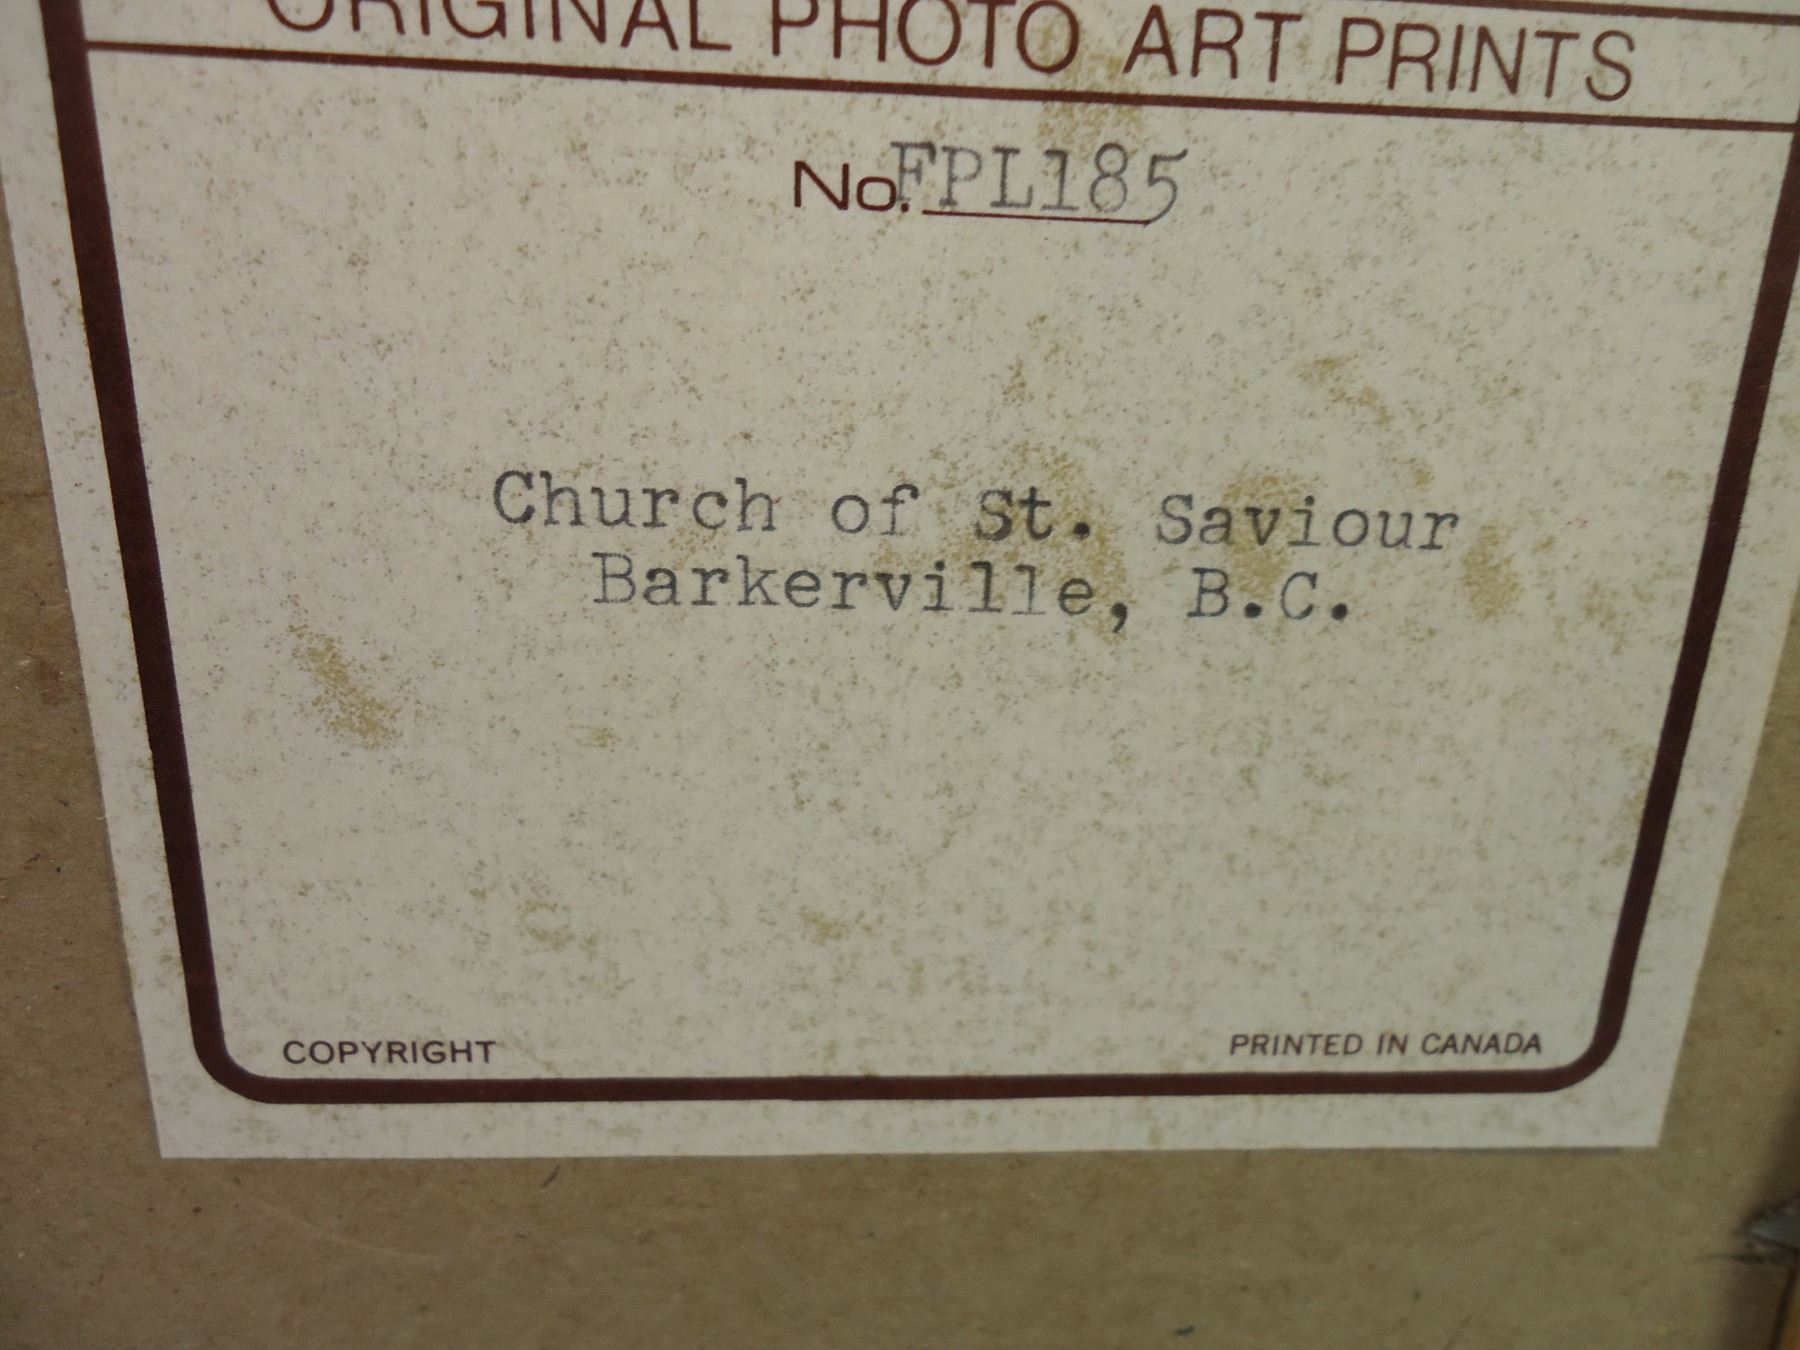 ORIGINAL PHOTO ART PRINTS
No. FPL185
Church of St. Saviour
Barkerville, B.C.
COPYRIGHT
PRINTED IN CANADA